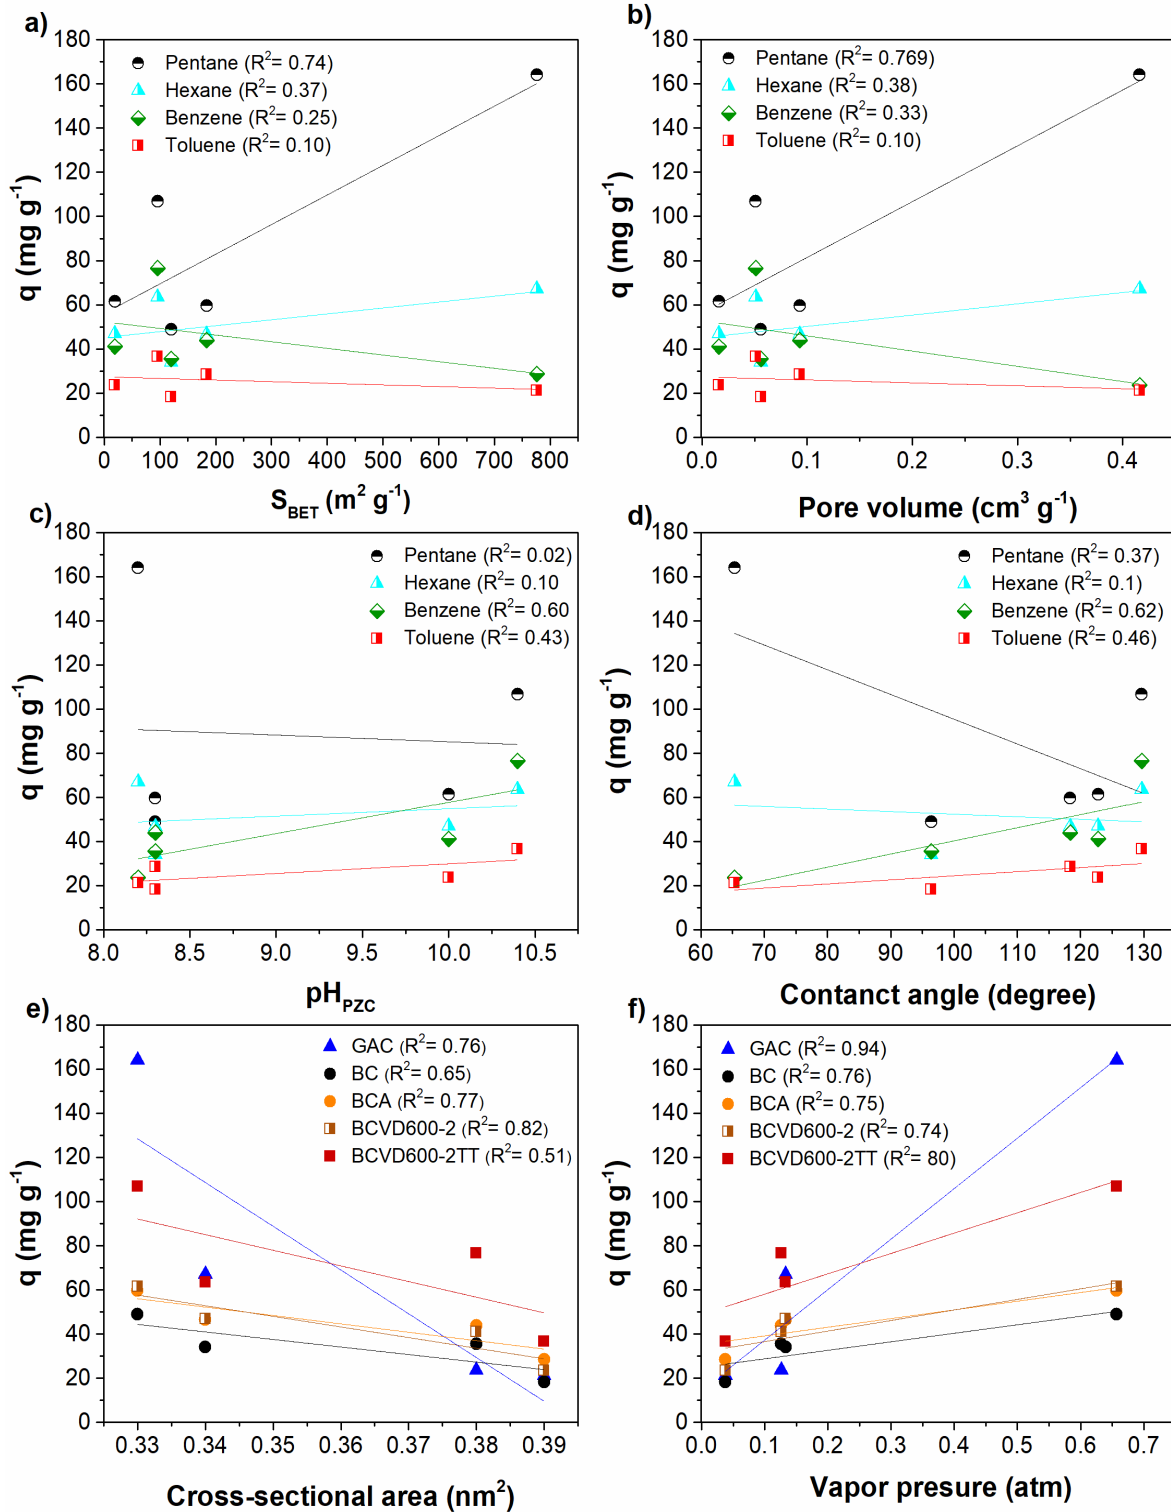 a)
180
160
140
120
100
80
60
40
20
0
q (mg g⁻¹)
Pentane (R²= 0.74)
Hexane (R²= 0.37)
Benzene (R²= 0.25)
Toluene (R²= 0.10)
0 100 200 300 400 500 600 700 800
S_BET (m² g⁻¹)
b)
180
160
140
120
100
80
60
40
20
0
q (mg g⁻¹)
Pentane (R²= 0.769)
Hexane (R²= 0.38)
Benzene (R²= 0.33)
Toluene (R²= 0.10)
0.0 0.1 0.2 0.3 0.4
Pore volume (cm³ g⁻¹)
c)
180
160
140
120
100
80
60
40
20
0
q (mg g⁻¹)
Pentane (R²= 0.02)
Hexane (R²= 0.10
Benzene (R²= 0.60
Toluene (R²= 0.43)
8.0 8.5 9.0 9.5 10.0 10.5
pH_PZC
d)
180
160
140
120
100
80
60
40
20
0
q (mg g⁻¹)
Pentane (R²= 0.37)
Hexane (R²= 0.1)
Benzene (R²= 0.62)
Toluene (R²= 0.46)
60 70 80 90 100 110 120 130
Contanct angle (degree)
e)
180
160
140
120
100
80
60
40
20
0
q (mg g⁻¹)
GAC (R²= 0.76)
BC (R²= 0.65)
BCA (R²= 0.77)
BCVD600-2 (R²= 0.82)
BCVD600-2TT (R²= 0.51)
0.33 0.34 0.35 0.36 0.37 0.38 0.39
Cross-sectional area (nm²)
f)
180
160
140
120
100
80
60
40
20
0
q (mg g⁻¹)
GAC (R²= 0.94)
BC (R²= 0.76)
BCA (R²= 0.75)
BCVD600-2 (R²= 0.74)
BCVD600-2TT (R²= 80)
0.0 0.1 0.2 0.3 0.4 0.5 0.6 0.7
Vapor presure (atm)